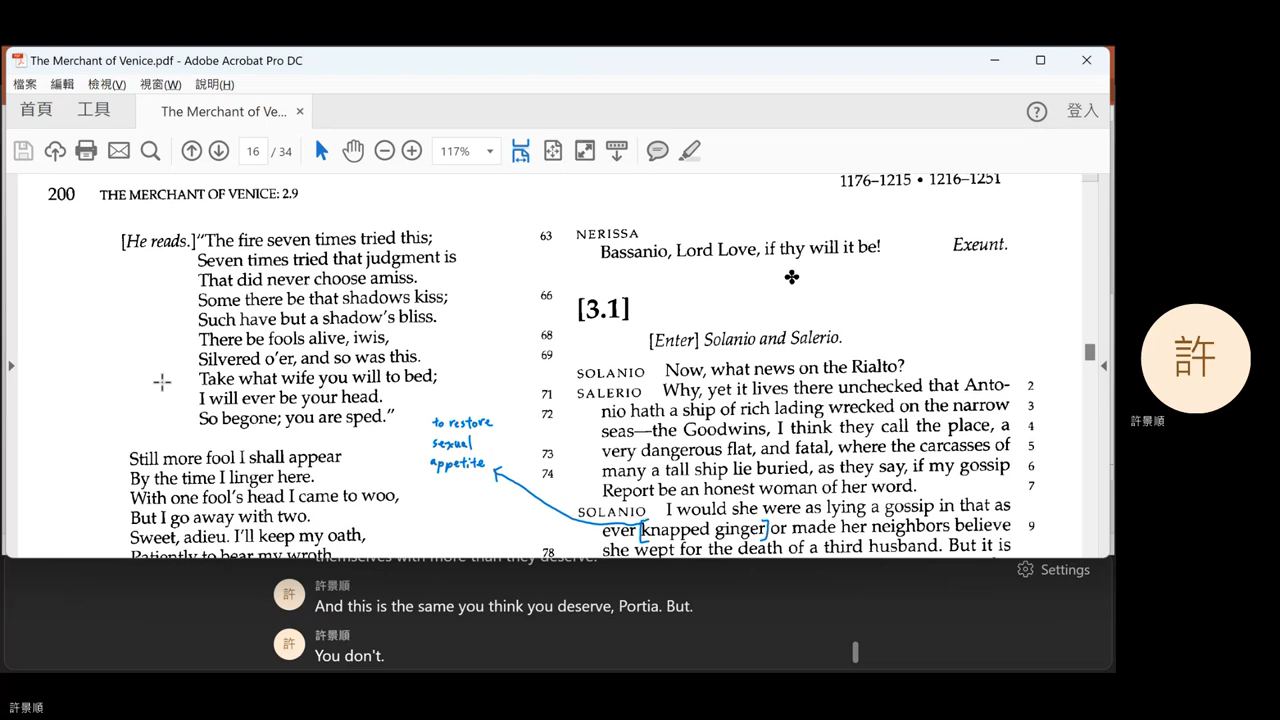 The Merchant of Venice.pdf - Adobe Acrobat Pro DC
檔案 編輯 檢視(V) 視窗(W) 說明(H)
首頁 工具 The Merchant of Ve... × 登入
16 / 34 117%
200 THE MERCHANT OF VENICE: 2.9
[He reads.] "The fire seven times tried this; 63
Seven times tried that judgment is
That did never choose amiss.
Some there be that shadows kiss; 66
Such have but a shadow's bliss.
There be fools alive, iwis, 68
Silvered o'er, and so was this. 69
Take what wife you will to bed;
I will ever be your head. 71
So begone; you are sped." 72
Still more fool I shall appear 73
By the time I linger here. 74
With one fool's head I came to woo,
But I go away with two.
Sweet, adieu. I'll keep my oath,
Patiently to bear my wroth. 78
to restore
sexual
appetite
1176–1215 • 1216–1251
NERISSA
Bassanio, Lord Love, if thy will it be! Exeunt.
[3.1]
[Enter] Solanio and Salerio.
SOLANIO Now, what news on the Rialto?
SALERIO Why, yet it lives there unchecked that Anto- 2
nio hath a ship of rich lading wrecked on the narrow 3
seas—the Goodwins, I think they call the place, a 4
very dangerous flat, and fatal, where the carcasses of 5
many a tall ship lie buried, as they say, if my gossip 6
Report be an honest woman of her word. 7
SOLANIO I would she were as lying a gossip in that as
ever [knapped ginger] or made her neighbors believe 9
she wept for the death of a third husband. But it is
themselves with more than they deserve.
許景順
And this is the same you think you deserve, Portia. But.
許景順
You don't.
Settings
許
許
許
許景順
許景順